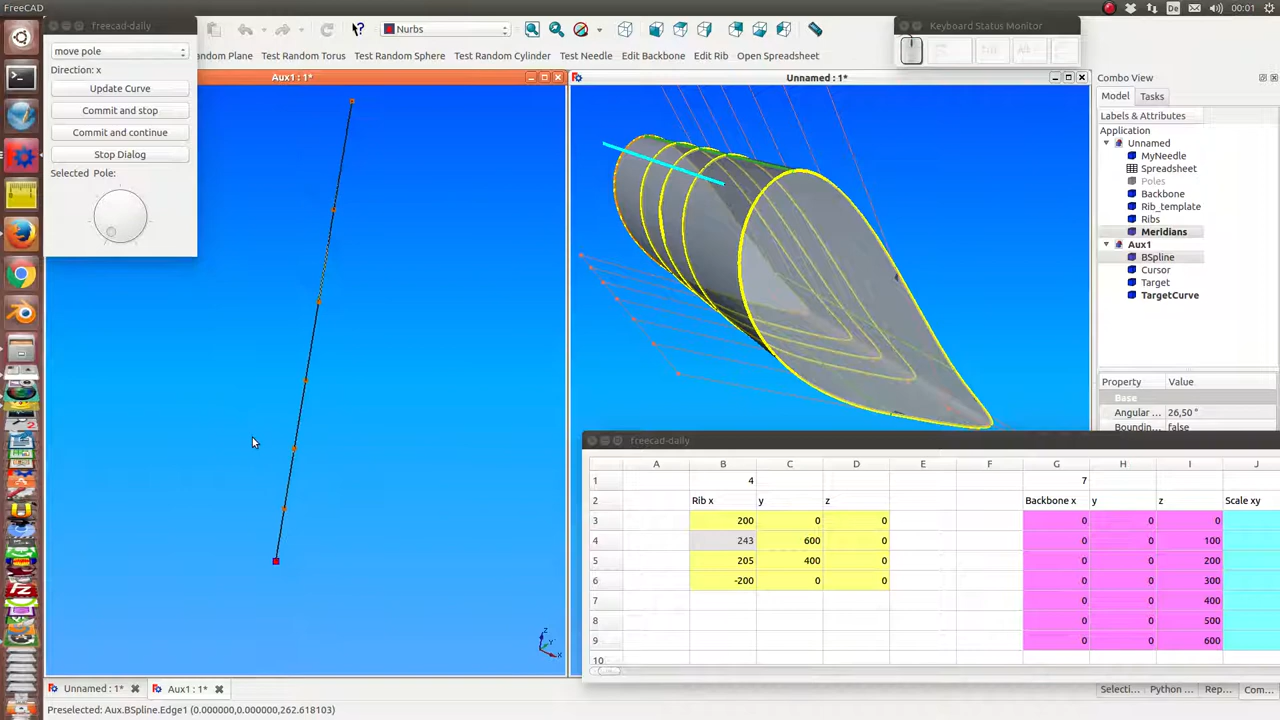 FreeCAD
De
00:01
freecad-daily
Nurbs
Keyboard Status Monitor
move pole
Direction: x
Update Curve
Commit and stop
Commit and continue
Stop Dialog
Selected Pole:
dom Plane
Test Random Torus
Test Random Sphere
Test Random Cylinder
Test Needle
Edit Backbone
Edit Rib
Open Spreadsheet
Aux1 : 1*
Unnamed : 1*
Combo View
Model
Tasks
Labels & Attributes
Application
Unnamed
MyNeedle
Spreadsheet
Poles
Backbone
Rib_template
Ribs
Meridians
Aux1
BSpline
Cursor
Target
TargetCurve
Property
Value
Base
Angular ...
26,50 °
Boundin...
false
Z
Y
X
freecad-daily
A B C D E F G H I J
1 4 7
2 Rib x y z Backbone x y z Scale xy
3 200 0 0 0 0 0
4 243 600 0 0 0 100
5 205 400 0 0 0 200
6 -200 0 0 0 0 300
7 0 0 400
8 0 0 500
9 0 0 600
10
Unnamed : 1*
Aux1 : 1*
Selecti...
Python ...
Rep...
Com...
Preselected: Aux.BSpline.Edge1 (0.000000,0.000000,262.618103)